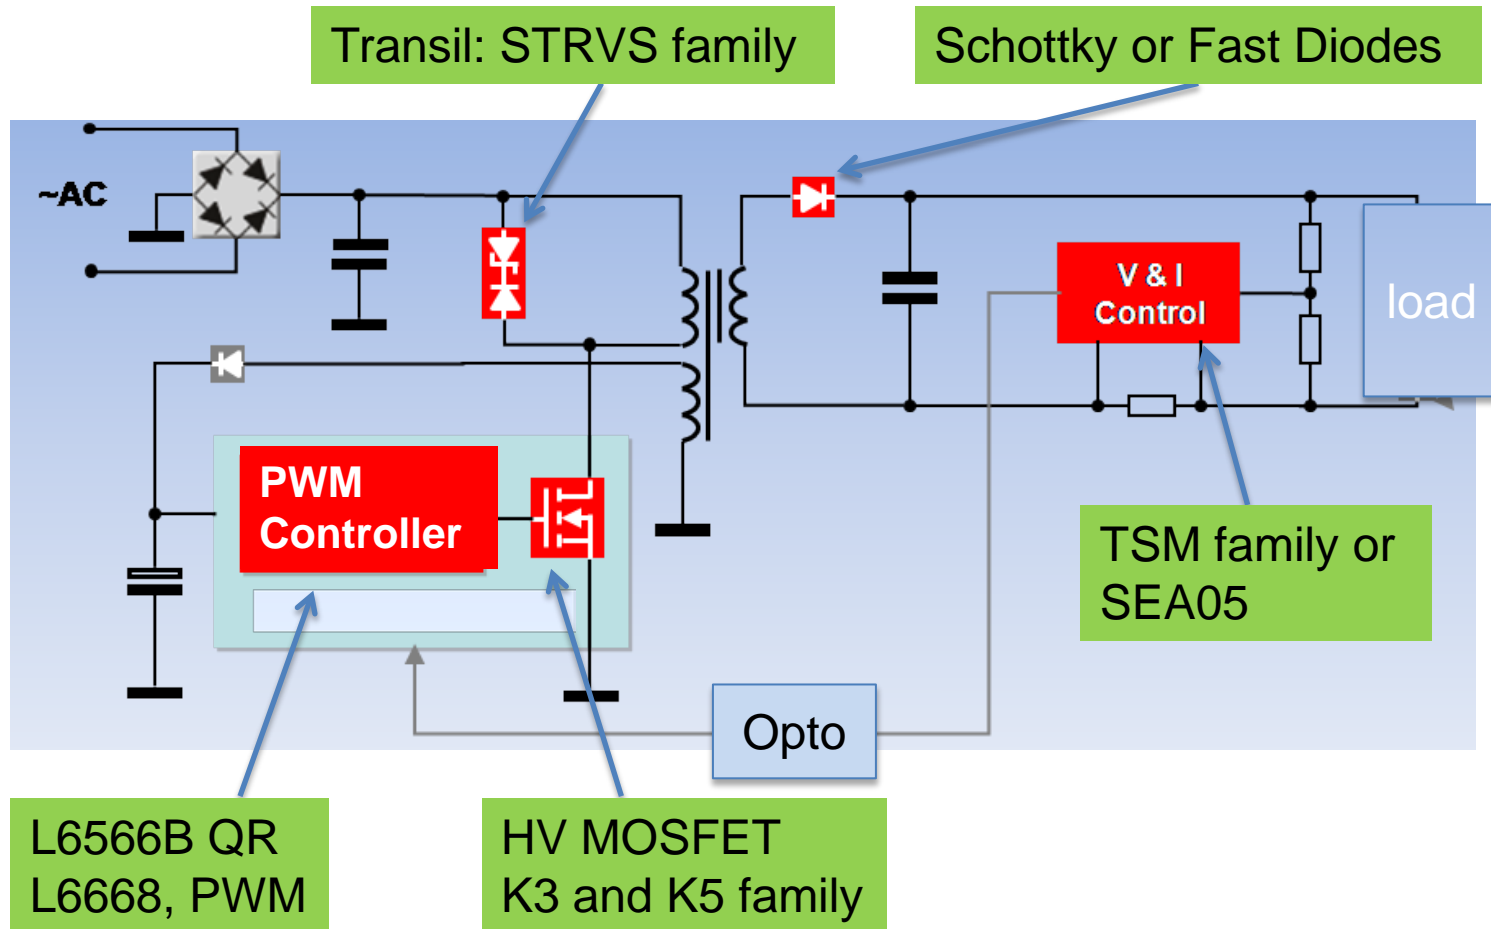 Transil: STRVS family
Schottky or Fast Diodes
~AC
V & I
Control
load
PWM
Controller
TSM family or
SEA05
Opto
L6566B QR
L6668, PWM
HV MOSFET
K3 and K5 family